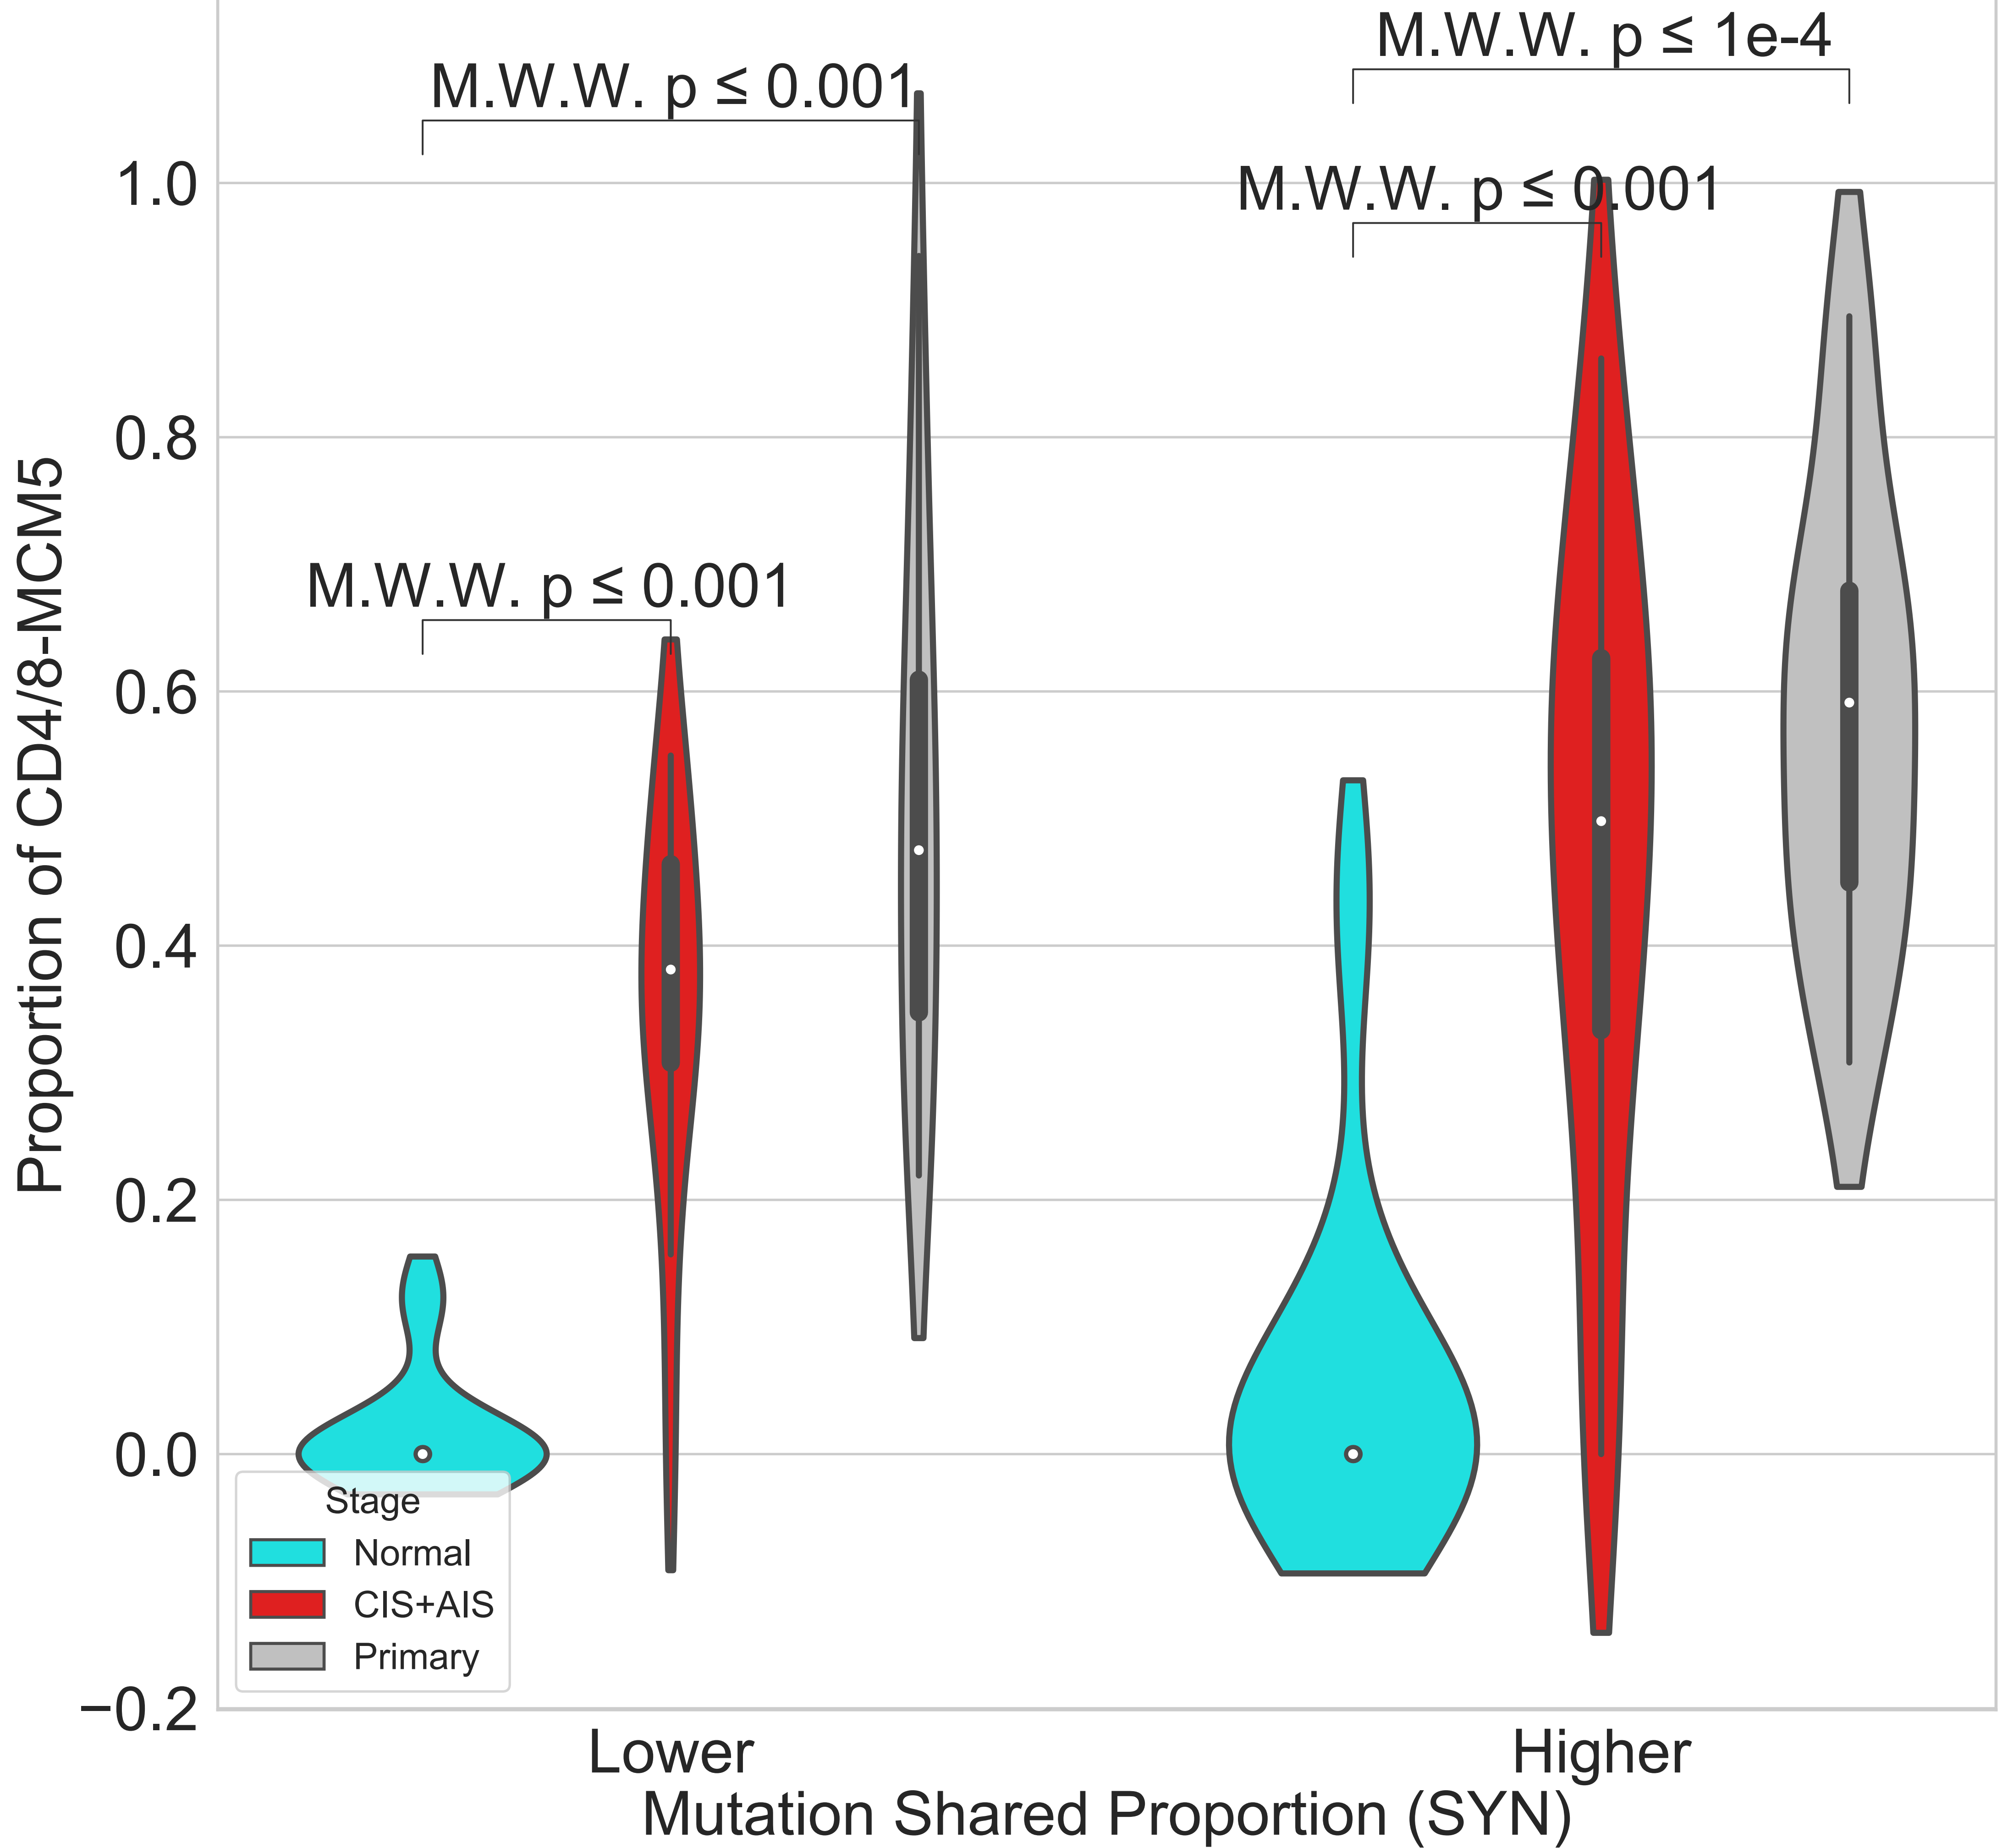 M.W.W. p ≤ 1e-4
M.W.W. p ≤ 0.001
M.W.W. p ≤ 0.001
M.W.W. p ≤ 0.001
1.0
0.8
0.6
0.4
0.2
0.0
−0.2
Proportion of CD4/8-MCM5
Stage
Normal
CIS+AIS
Primary
Lower
Higher
Mutation Shared Proportion (SYN)